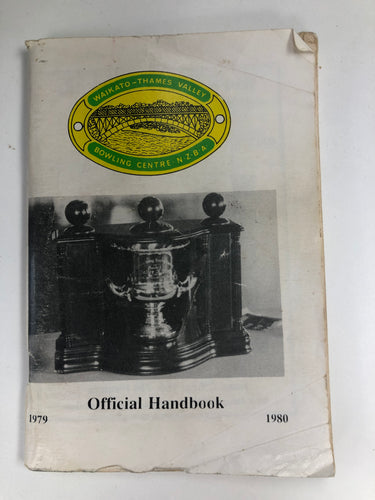 WAIKATO-THAMES VALLEY
BOWLING CENTRE N.Z.B.A.
Official Handbook
1979 1980